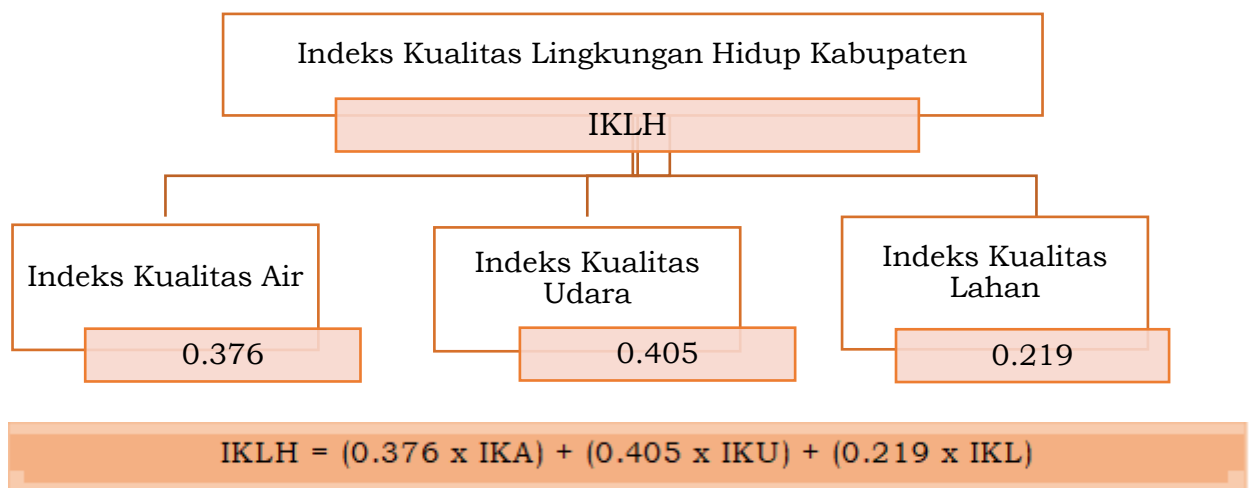 Indeks Kualitas Lingkungan Hidup Kabupaten
IKLH
Indeks Kualitas Air
0.376
Indeks Kualitas
Udara
0.405
Indeks Kualitas
Lahan
0.219
IKLH = (0.376 x IKA) + (0.405 x IKU) + (0.219 x IKL)